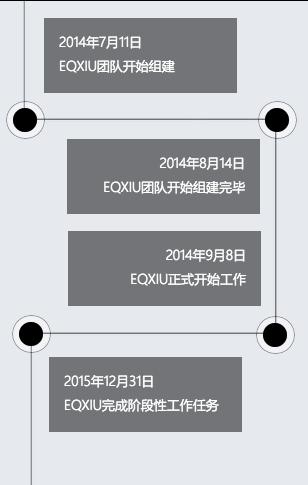 2014年7月11日
EQXIU团队开始组建
2014年8月14日
EQXIU团队开始组建完毕
2014年9月8日
EQXIU正式开始工作
2015年12月31日
EQXIU完成阶段性工作任务